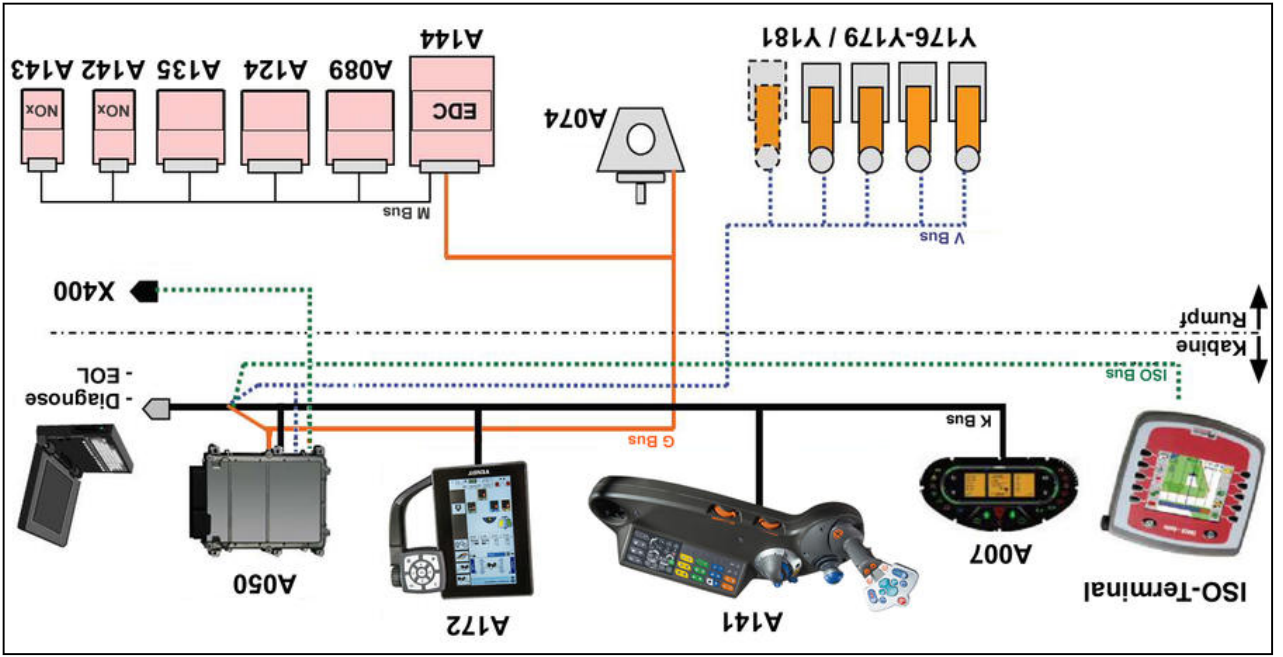 ISO-Terminal
A141
A172
A007
A050
FENDT
K Bus
G Bus
- Diagnose
- EOL
ISO Bus
Kabine
Rumpf
X400
V Bus
M Bus
A074
EDC
NOx
NOx
Y176-Y179 / Y181
A144
A089
A124
A135
A142
A143